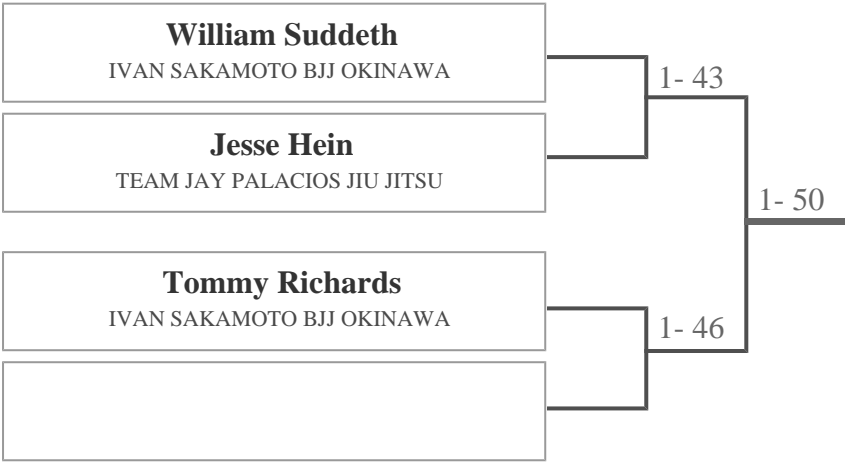 William Suddeth
IVAN SAKAMOTO BJJ OKINAWA
1- 43
Jesse Hein
TEAM JAY PALACIOS JIU JITSU
1- 50
Tommy Richards
IVAN SAKAMOTO BJJ OKINAWA
1- 46